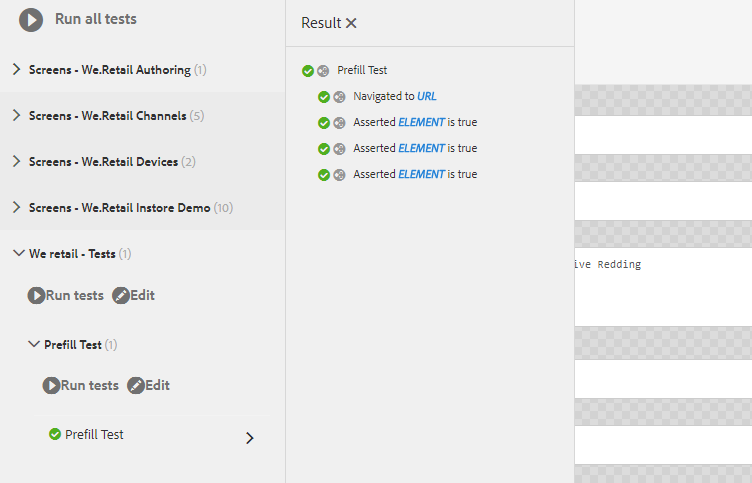 Run all tests
Screens - We.Retail Authoring (1)
Screens - We.Retail Channels (5)
Screens - We.Retail Devices (2)
Screens - We.Retail Instore Demo (10)
We retail - Tests (1)
Run tests Edit
Prefill Test (1)
Run tests Edit
Prefill Test
Result
Prefill Test
Navigated to URL
Asserted ELEMENT is true
Asserted ELEMENT is true
Asserted ELEMENT is true
ive Redding